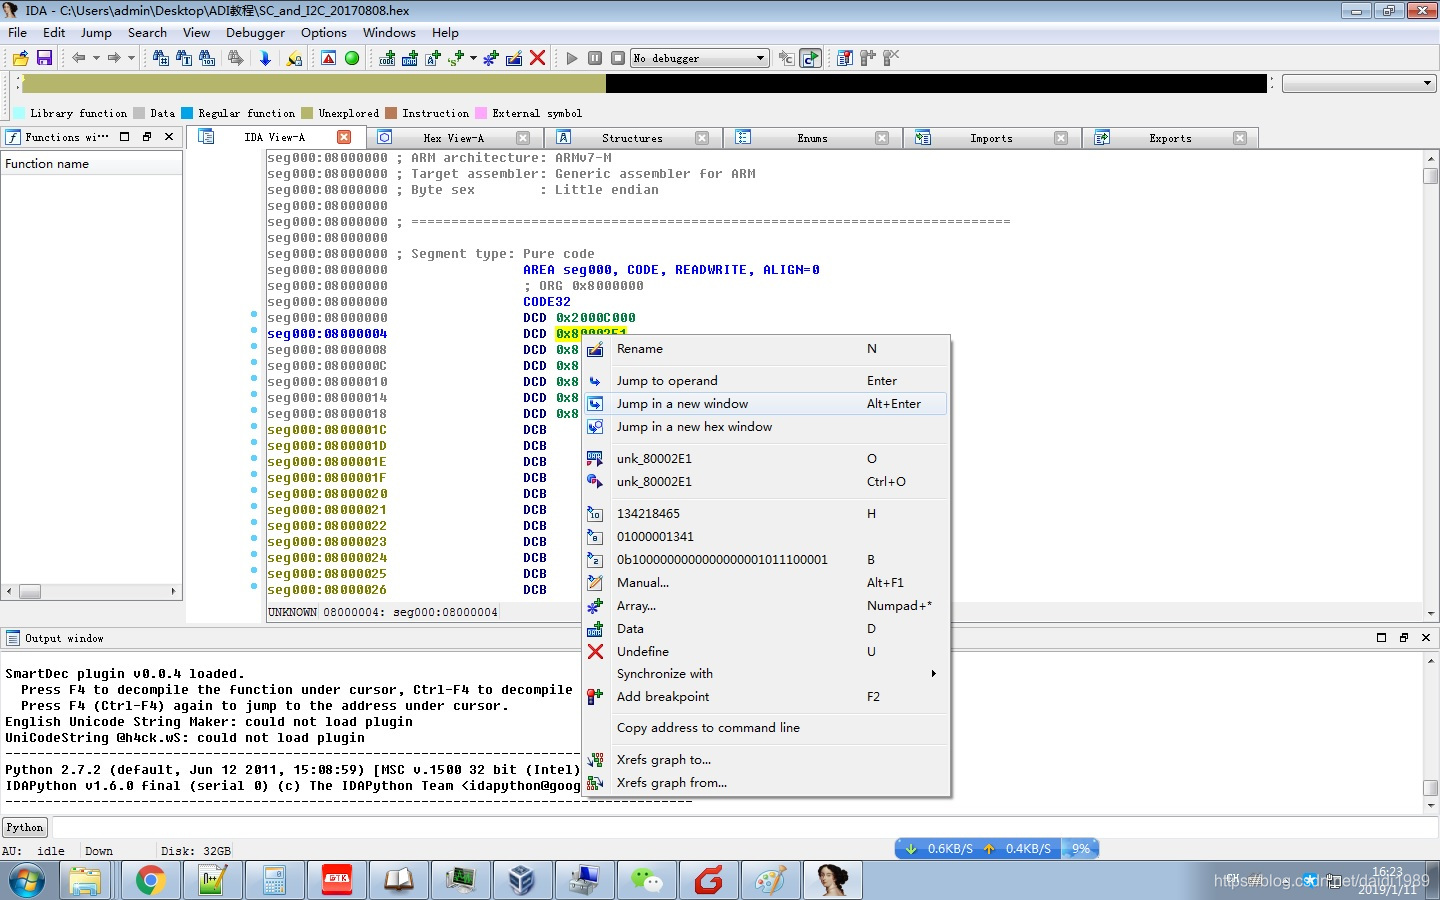 IDA - C:\Users\admin\Desktop\ADI教程\SC_and_I2C_20170808.hex
File Edit Jump Search View Debugger Options Windows Help
No debugger
Library function Data Regular function Unexplored Instruction External symbol
Functions wi··· IDA View-A Hex View-A Structures Enums Imports Exports
Function name
seg000:08000000 ; ARM architecture: ARMv7-M
seg000:08000000 ; Target assembler: Generic assembler for ARM
seg000:08000000 ; Byte sex : Little endian
seg000:08000000
seg000:08000000 ; ===========================================================================
seg000:08000000
seg000:08000000 ; Segment type: Pure code
seg000:08000000 AREA seg000, CODE, READWRITE, ALIGN=0
seg000:08000000 ; ORG 0x8000000
seg000:08000000 CODE32
seg000:08000000 DCD 0x2000C000
seg000:08000004 DCD 0x80002E1
seg000:08000008 DCD 0x8
seg000:0800000C DCD 0x8
seg000:08000010 DCD 0x8
seg000:08000014 DCD 0x8
seg000:08000018 DCD 0x8
seg000:0800001C DCB
seg000:0800001D DCB
seg000:0800001E DCB
seg000:0800001F DCB
seg000:08000020 DCB
seg000:08000021 DCB
seg000:08000022 DCB
seg000:08000023 DCB
seg000:08000024 DCB
seg000:08000025 DCB
seg000:08000026 DCB
UNKNOWN 08000004: seg000:08000004
Rename N
Jump to operand Enter
Jump in a new window Alt+Enter
Jump in a new hex window
unk_80002E1 O
unk_80002E1 Ctrl+O
134218465 H
01000001341
0b1000000000000000001011100001 B
Manual... Alt+F1
Array... Numpad+*
Data D
Undefine U
Synchronize with
Add breakpoint F2
Copy address to command line
Xrefs graph to...
Xrefs graph from...
Output window
SmartDec plugin v0.0.4 loaded.
Press F4 to decompile the function under cursor, Ctrl-F4 to decompile
Press F4 (Ctrl-F4) again to jump to the address under cursor.
English Unicode String Maker: could not load plugin
UniCodeString @h4ck.wS: could not load plugin
Python 2.7.2 (default, Jun 12 2011, 15:08:59) [MSC v.1500 32 bit (Intel)
IDAPython v1.6.0 final (serial 0) (c) The IDAPython Team <idapython@goog
Python
AU: idle Down Disk: 32GB
0.6KB/S 0.4KB/S 9%
GTK
CH
16:23
2019/1/11
https://blog.csdn.net/daidi1989